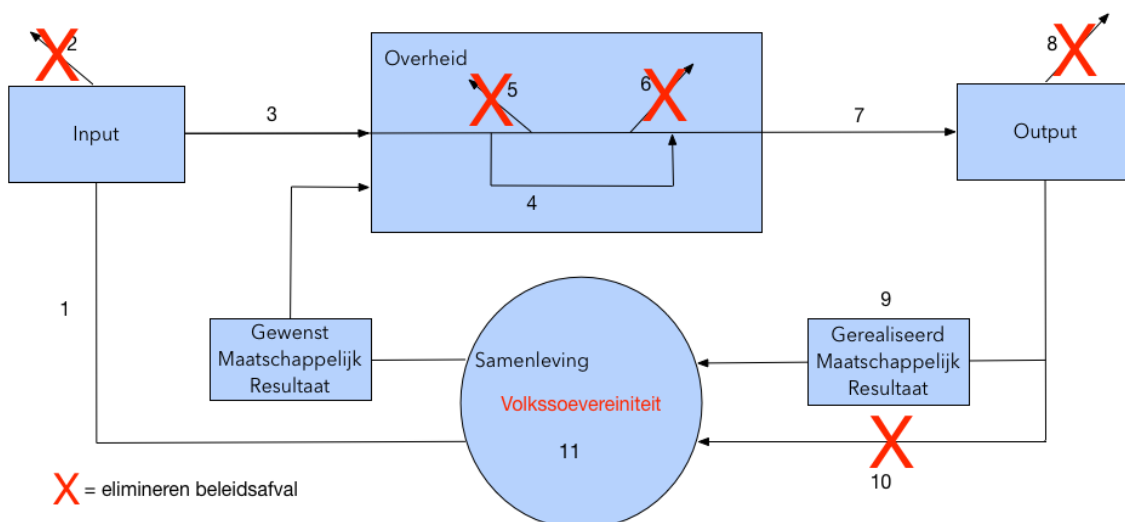 2
8
Overheid
5
6
Input
3
7
Output
4
1
9
Gewenst
Maatschappelijk
Resultaat
Samenleving
Gerealiseerd
Maatschappelijk
Resultaat
Volkssoevereiniteit
11
10
X = elimineren beleidsafval